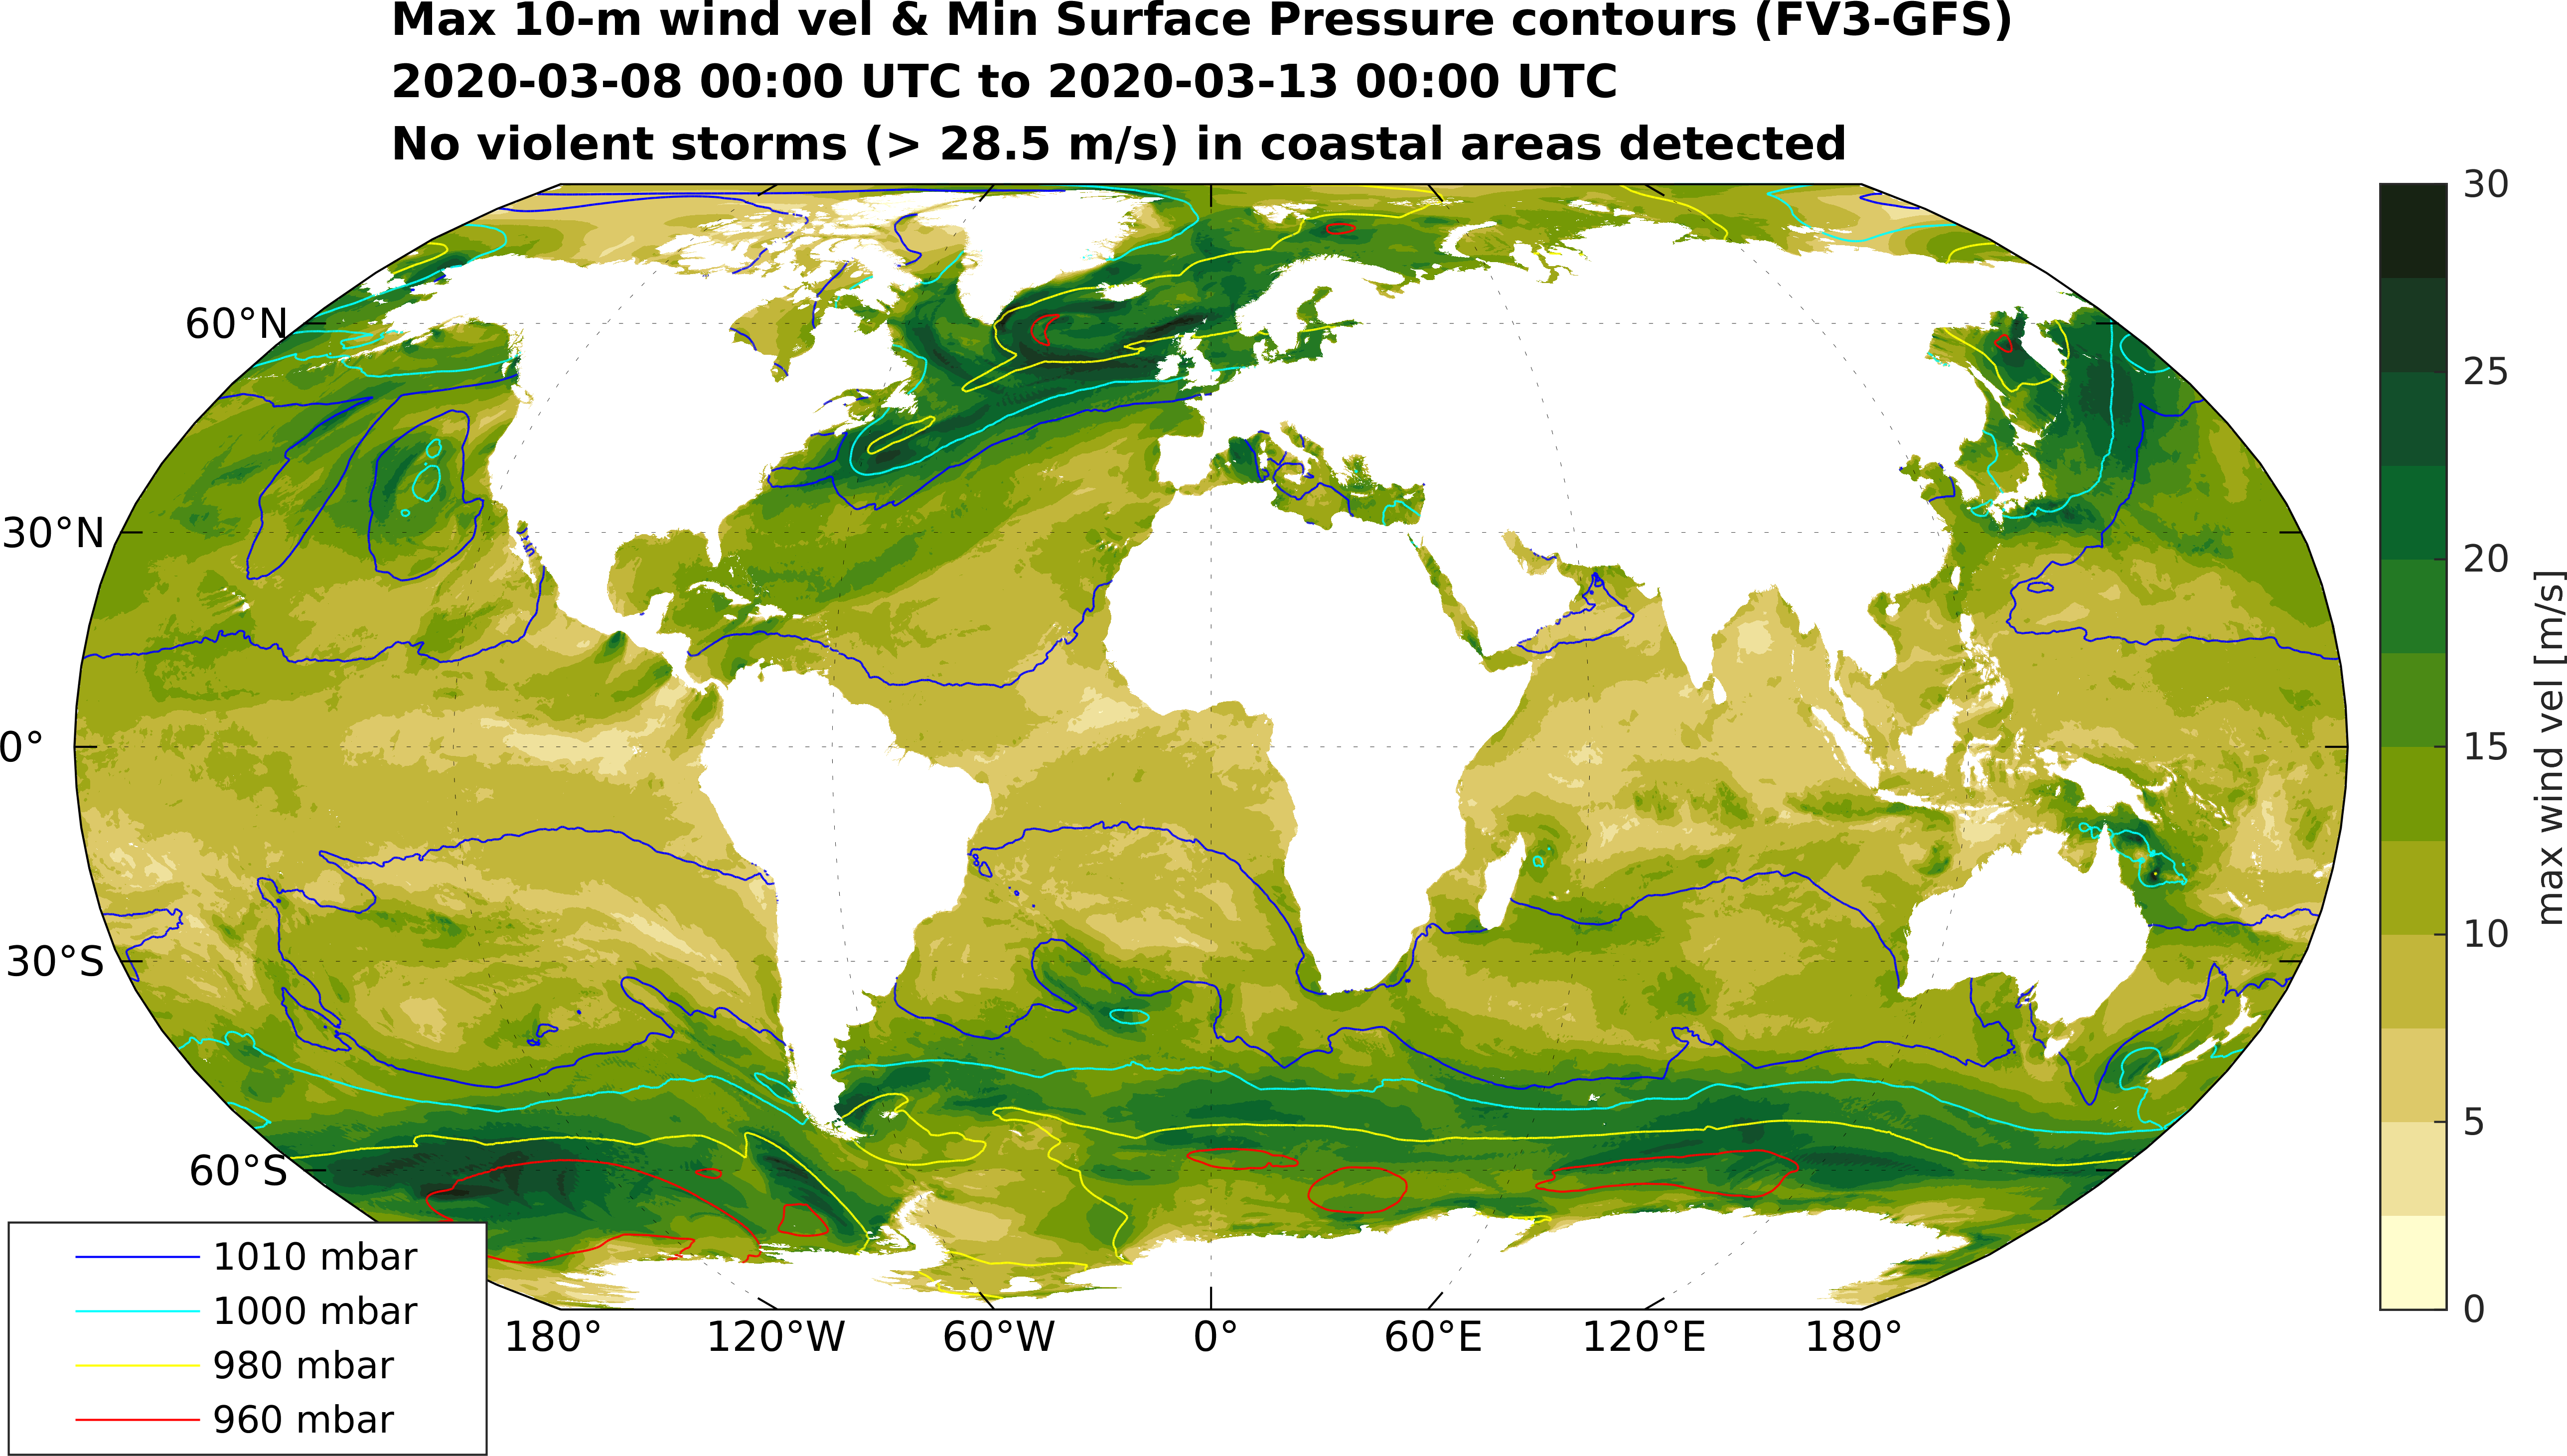 Max 10-m wind vel & Min Surface Pressure contours (FV3-GFS)
2020-03-08 00:00 UTC to 2020-03-13 00:00 UTC
No violent storms (> 28.5 m/s) in coastal areas detected
60°N
30°N
0°
30°S
60°S
180°
120°W
60°W
0°
60°E
120°E
180°
30
25
20
15
10
5
0
max wind vel [m/s]
1010 mbar
1000 mbar
980 mbar
960 mbar